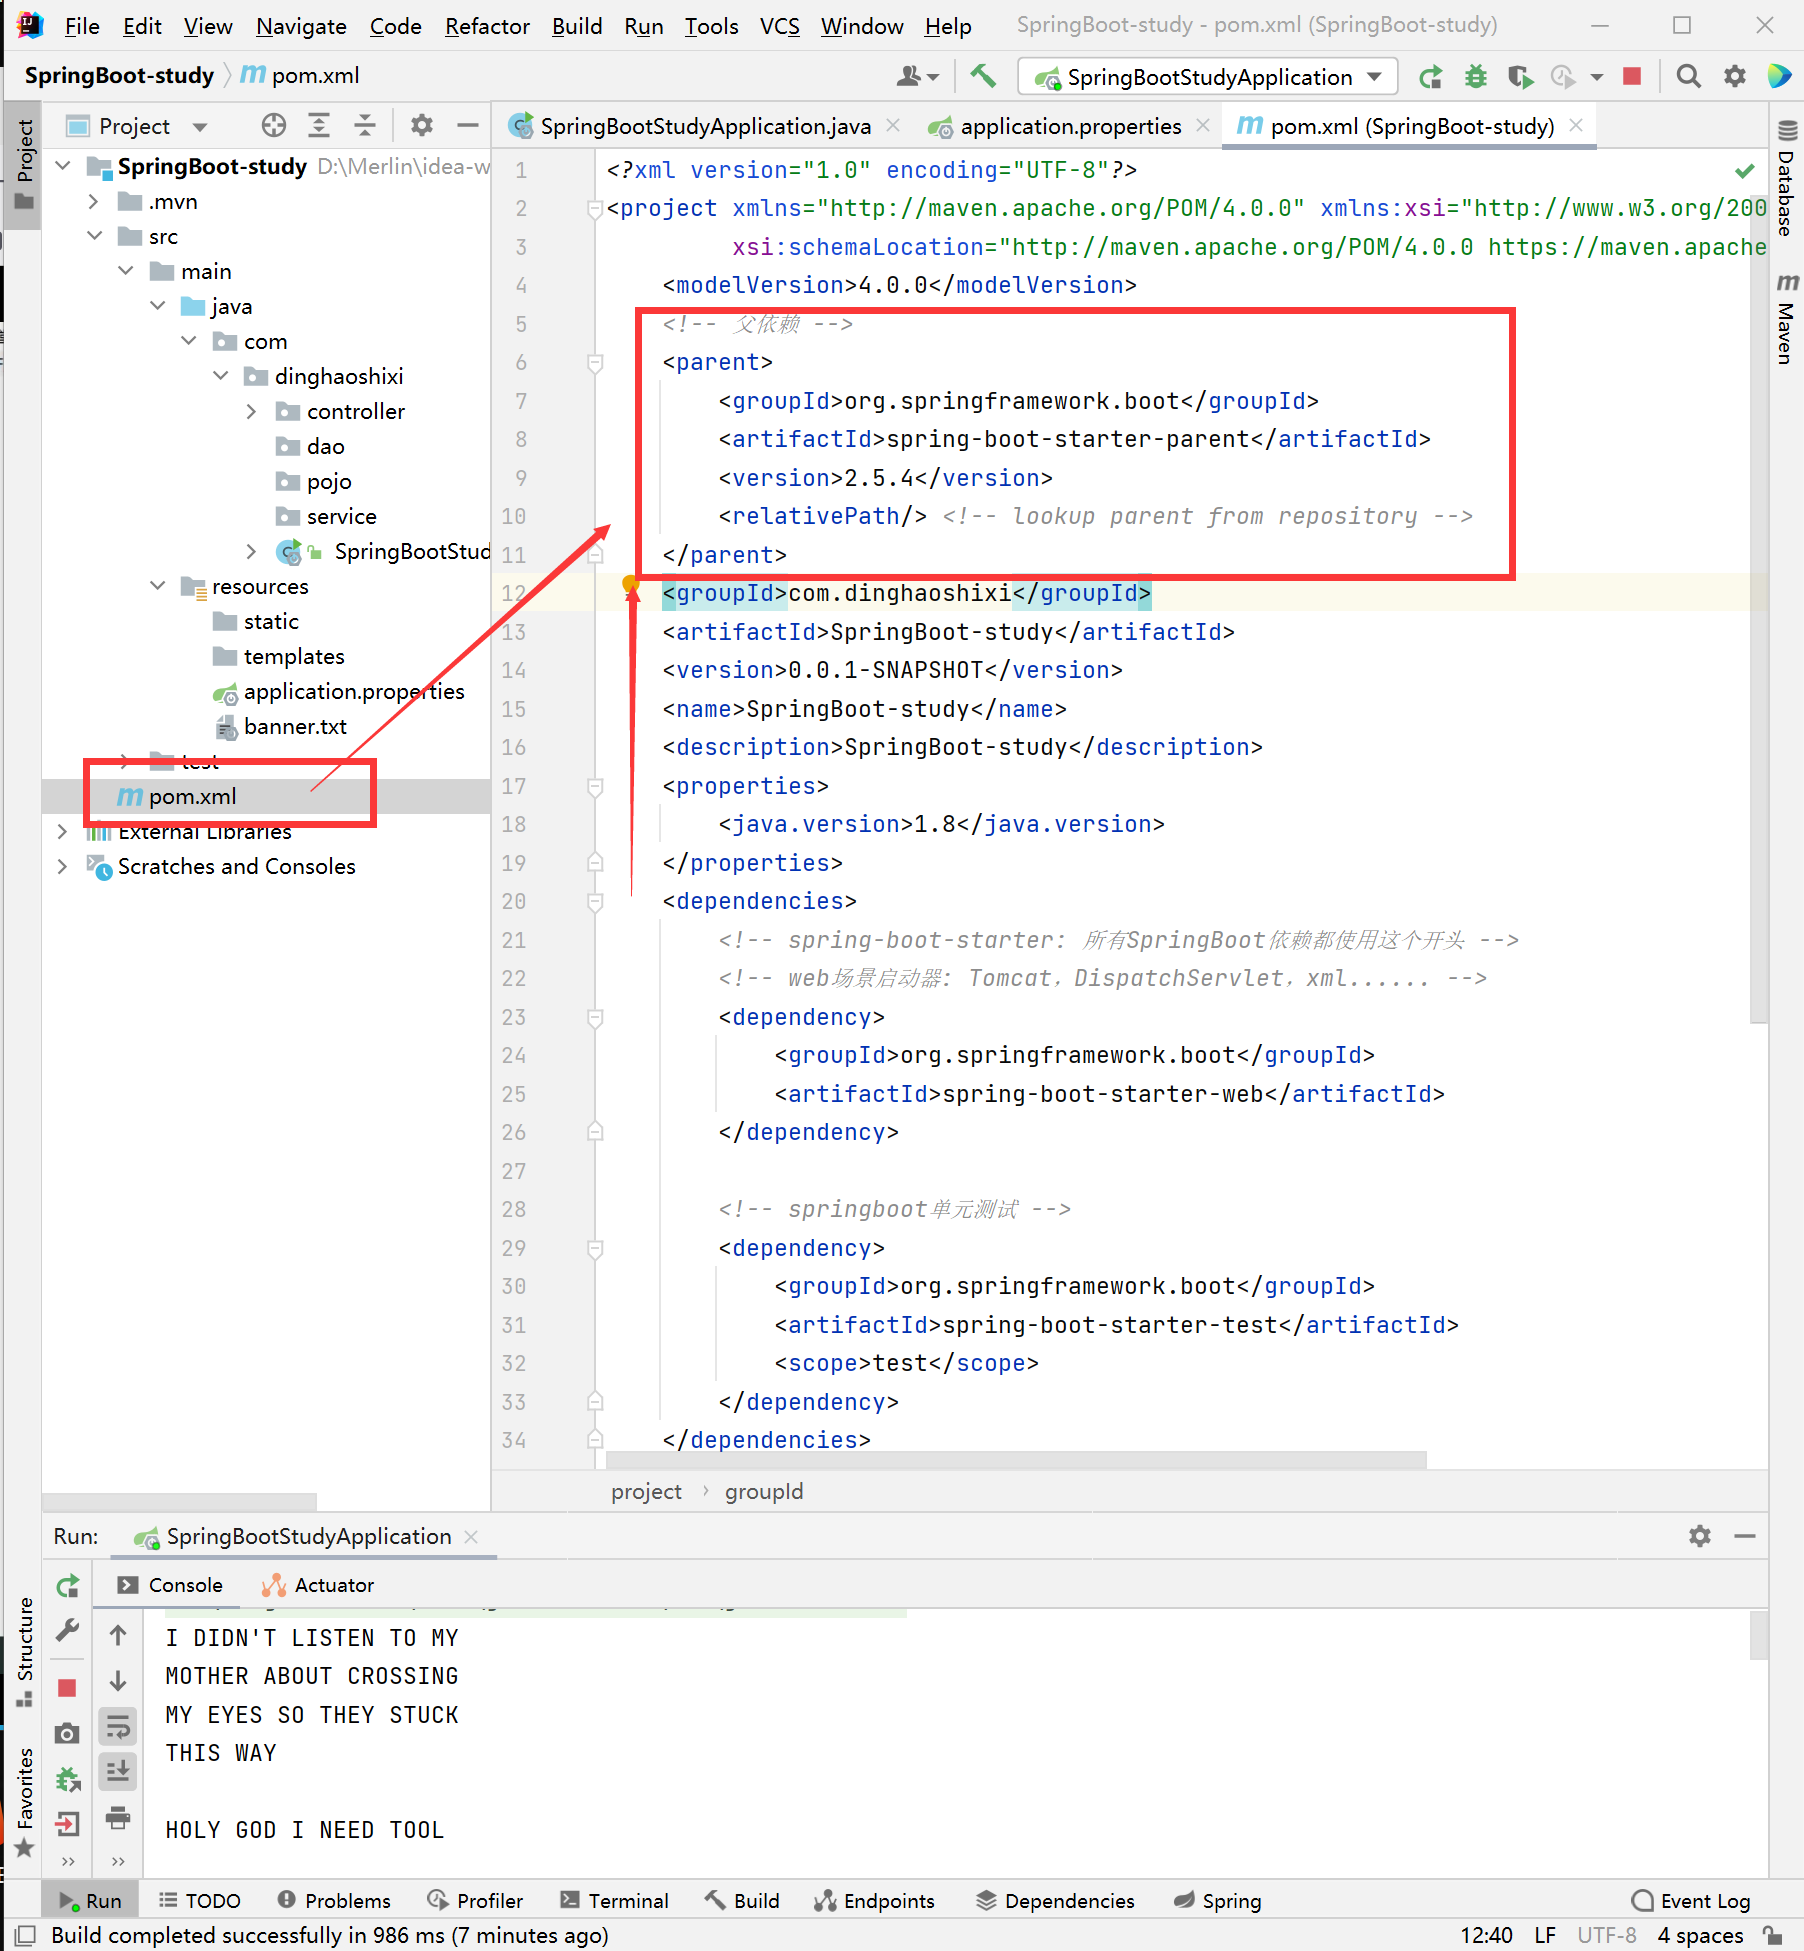 File Edit View Navigate Code Refactor Build Run Tools VCS Window Help SpringBoot-study - pom.xml (SpringBoot-study)
SpringBoot-study m pom.xml SpringBootStudyApplication
Project SpringBootStudyApplication.java application.properties m pom.xml (SpringBoot-study)
Project
SpringBoot-study D:\Merlin\idea-w
.mvn
src
main
java
com
dinghaoshixi
controller
dao
pojo
service
SpringBootStud
resources
static
templates
application.properties
banner.txt
test
m pom.xml
External Libraries
Scratches and Consoles
1 <?xml version="1.0" encoding="UTF-8"?>
2 <project xmlns="http://maven.apache.org/POM/4.0.0" xmlns:xsi="http://www.w3.org/200
3 xsi:schemaLocation="http://maven.apache.org/POM/4.0.0 https://maven.apache
4 <modelVersion>4.0.0</modelVersion>
5 <!-- 父依赖 -->
6 <parent>
7 <groupId>org.springframework.boot</groupId>
8 <artifactId>spring-boot-starter-parent</artifactId>
9 <version>2.5.4</version>
10 <relativePath/> <!-- lookup parent from repository -->
11 </parent>
12 <groupId>com.dinghaoshixi</groupId>
13 <artifactId>SpringBoot-study</artifactId>
14 <version>0.0.1-SNAPSHOT</version>
15 <name>SpringBoot-study</name>
16 <description>SpringBoot-study</description>
17 <properties>
18 <java.version>1.8</java.version>
19 </properties>
20 <dependencies>
21 <!-- spring-boot-starter: 所有SpringBoot依赖都使用这个开头 -->
22 <!-- web场景启动器: Tomcat，DispatchServlet，xml...... -->
23 <dependency>
24 <groupId>org.springframework.boot</groupId>
25 <artifactId>spring-boot-starter-web</artifactId>
26 </dependency>
27
28 <!-- springboot单元测试 -->
29 <dependency>
30 <groupId>org.springframework.boot</groupId>
31 <artifactId>spring-boot-starter-test</artifactId>
32 <scope>test</scope>
33 </dependency>
34 </dependencies>
project › groupId
Database
m Maven
Run: SpringBootStudyApplication
Console Actuator
I DIDN'T LISTEN TO MY
MOTHER ABOUT CROSSING
MY EYES SO THEY STUCK
THIS WAY
HOLY GOD I NEED TOOL
Structure
Favorites
Run TODO Problems Profiler Terminal Build Endpoints Dependencies Spring Event Log
Build completed successfully in 986 ms (7 minutes ago) 12:40 LF UTF-8 4 spaces